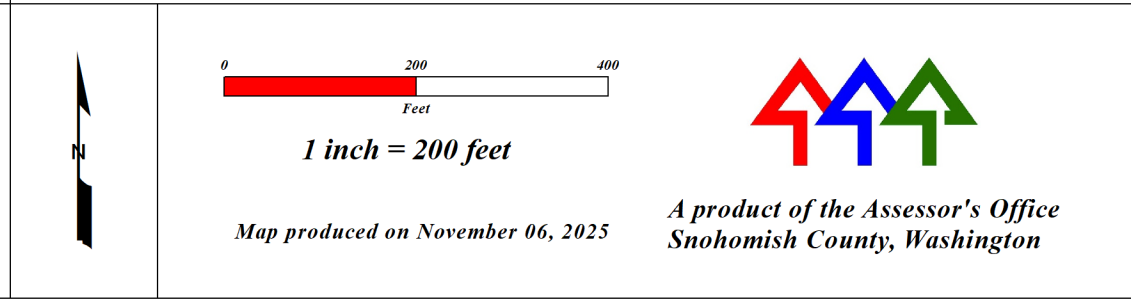 N
0 200 400
Feet
1 inch = 200 feet
Map produced on November 06, 2025
A product of the Assessor's Office
Snohomish County, Washington